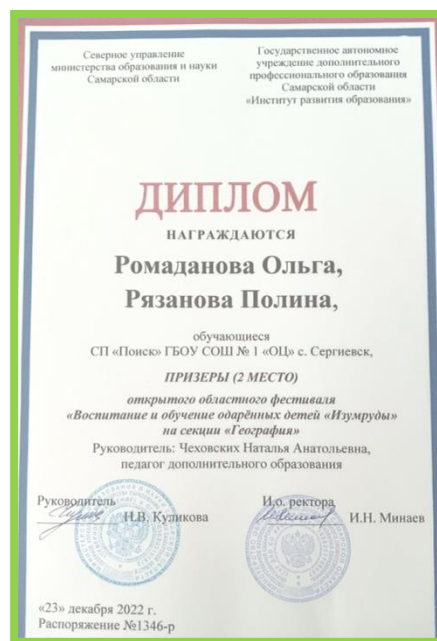 Северное управление
министерства образования и науки
Самарской области
Государственное автономное
учреждение дополнительного
профессионального образования
Самарской области
«Институт развития образования»
ДИПЛОМ
НАГРАЖДАЮТСЯ
Ромаданова Ольга,
Рязанова Полина,
обучающиеся
СП «Поиск» ГБОУ СОШ № 1 «ОЦ» с. Сергиевск,
ПРИЗЕРЫ (2 МЕСТО)
открытого областного фестиваля
«Воспитание и обучение одарённых детей «Изумруды»
на секции «География»
Руководитель: Чеховских Наталья Анатольевна,
педагог дополнительного образования
Руководитель
Н.В. Куликова
И.о. ректора
И.Н. Минаев
«23» декабря 2022 г.
Распоряжение №1346-р